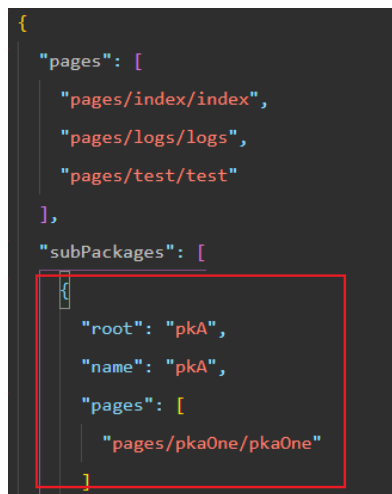 {
"pages": [
"pages/index/index",
"pages/logs/logs",
"pages/test/test"
],
"subPackages": [
{
"root": "pkA",
"name": "pkA",
"pages": [
"pages/pkaOne/pkaOne"
]